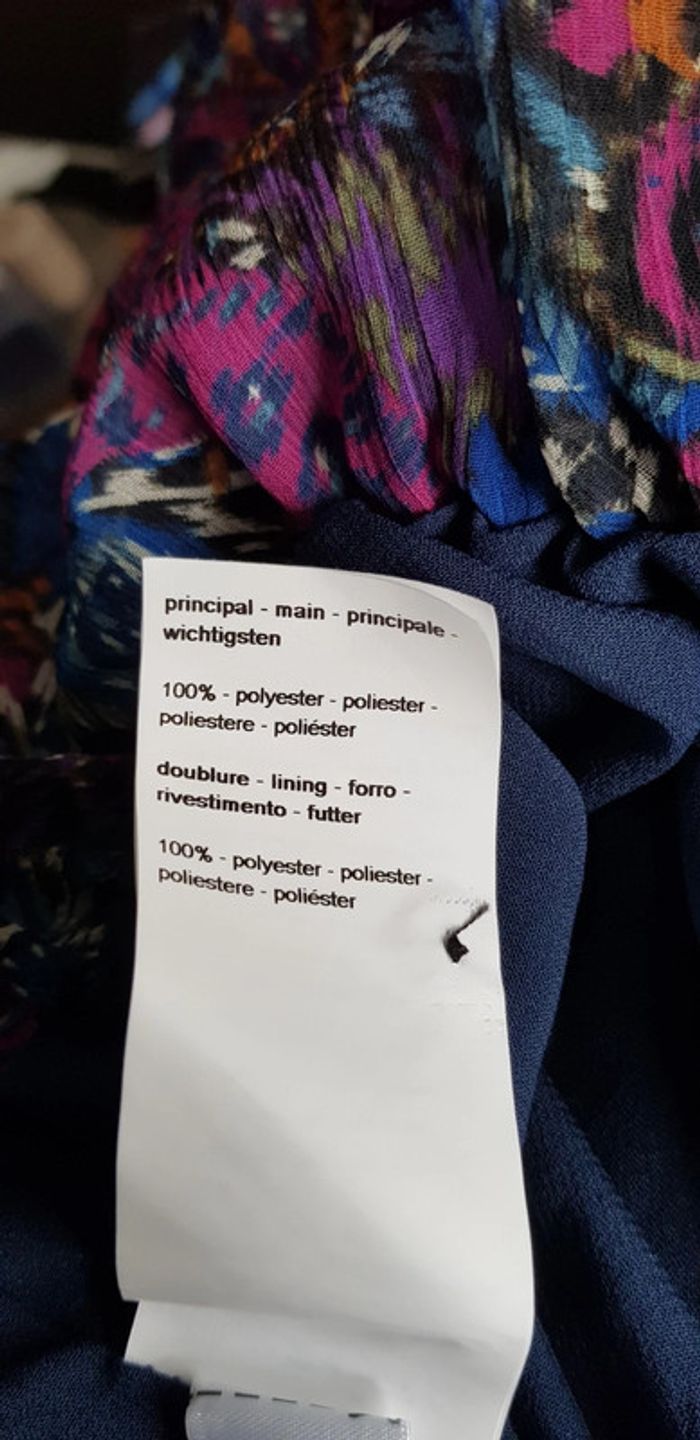 principal - main - principale -
wichtigsten
100% - polyester - poliester -
poliestere - poliéster
doublure - lining - forro -
rivestimento - futter
100% - polyester - poliester -
poliestere - poliéster